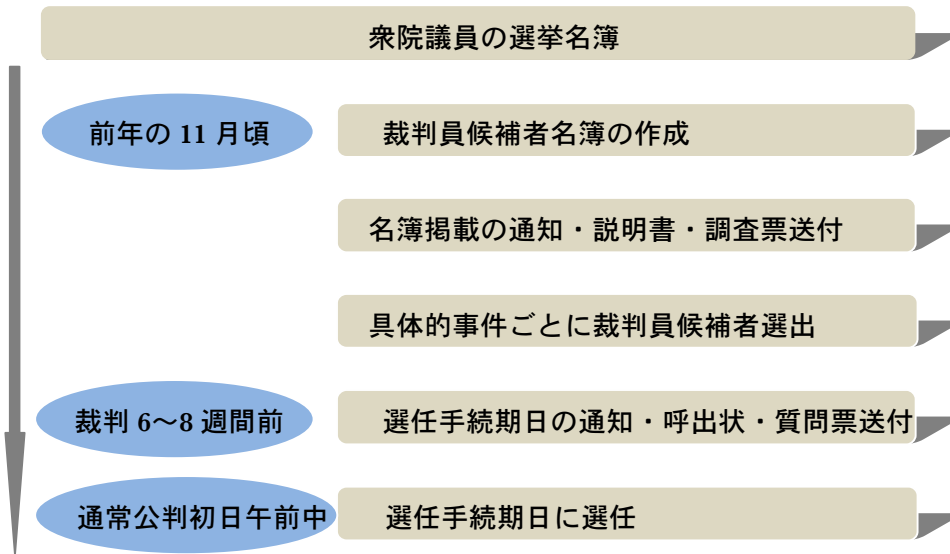 衆院議員の選挙名簿
前年の 11 月頃
裁判員候補者名簿の作成
名簿掲載の通知・説明書・調査票送付
具体的事件ごとに裁判員候補者選出
裁判 6～8 週間前
選任手続期日の通知・呼出状・質問票送付
通常公判初日午前中
選任手続期日に選任